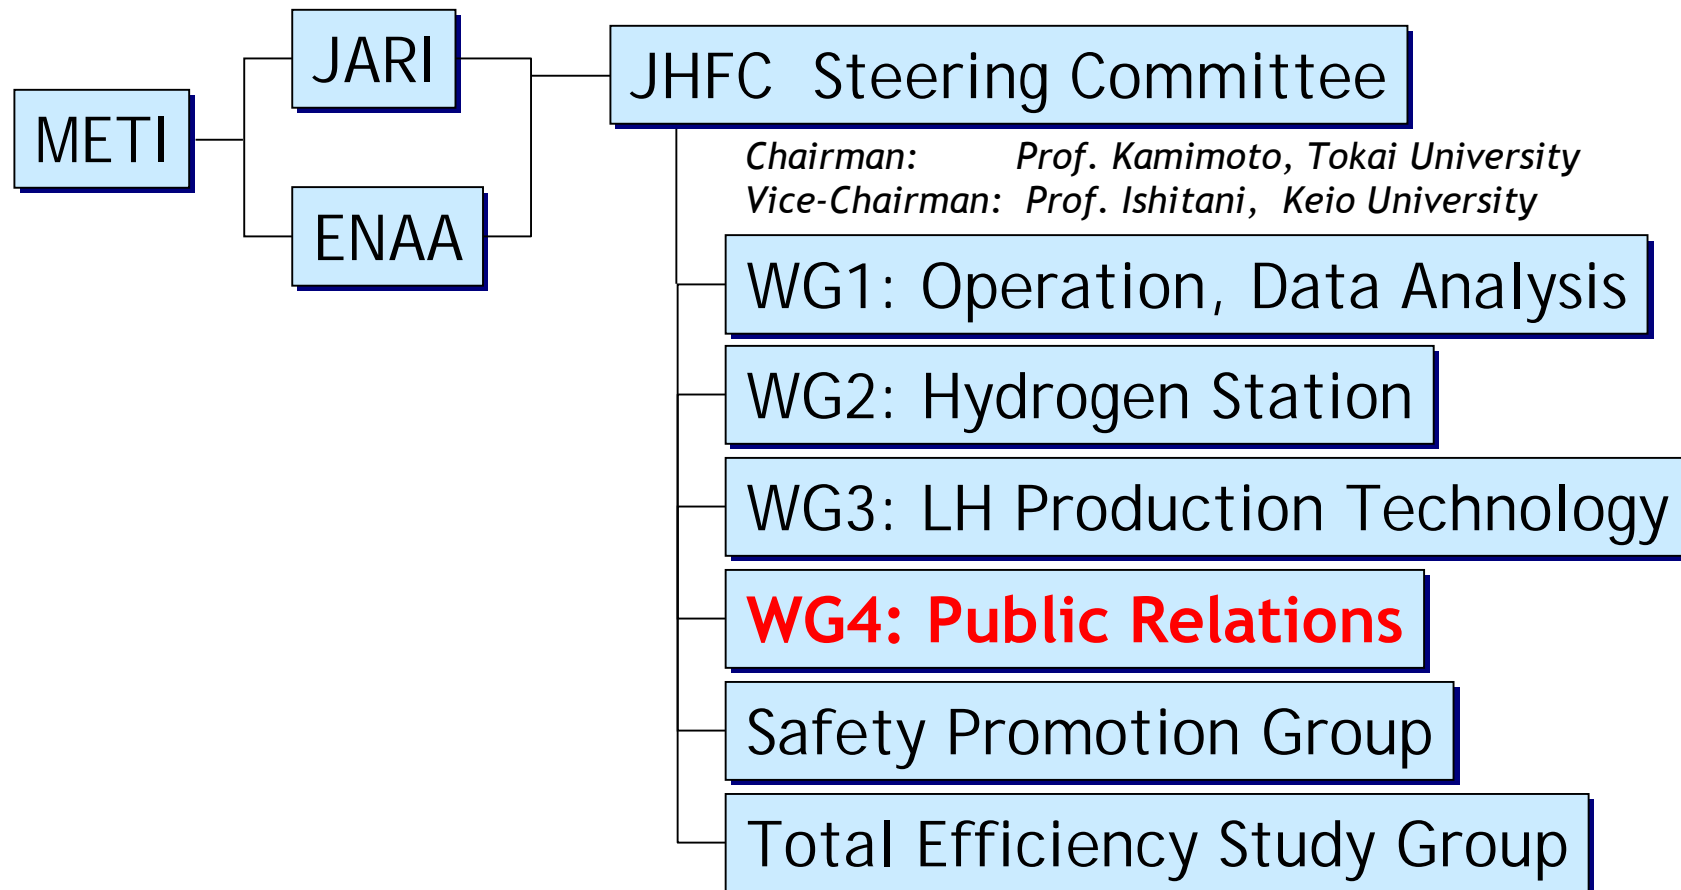 METI
JARI
ENAA
JHFC Steering Committee
Chairman: Prof. Kamimoto, Tokai University
Vice-Chairman: Prof. Ishitani, Keio University
WG1: Operation, Data Analysis
WG2: Hydrogen Station
WG3: LH Production Technology
WG4: Public Relations
Safety Promotion Group
Total Efficiency Study Group